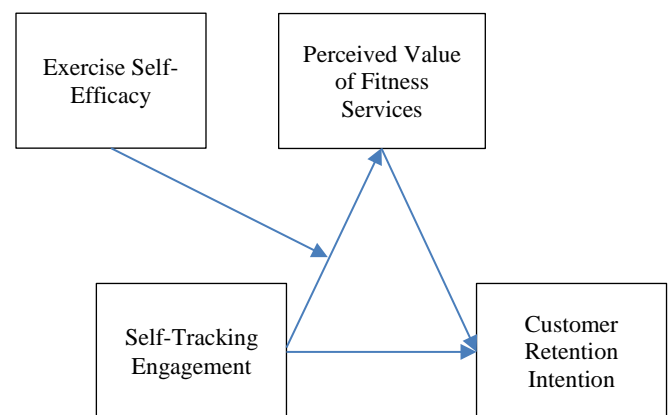 Exercise Self-
Efficacy
Perceived Value
of Fitness
Services
Self-Tracking
Engagement
Customer
Retention
Intention